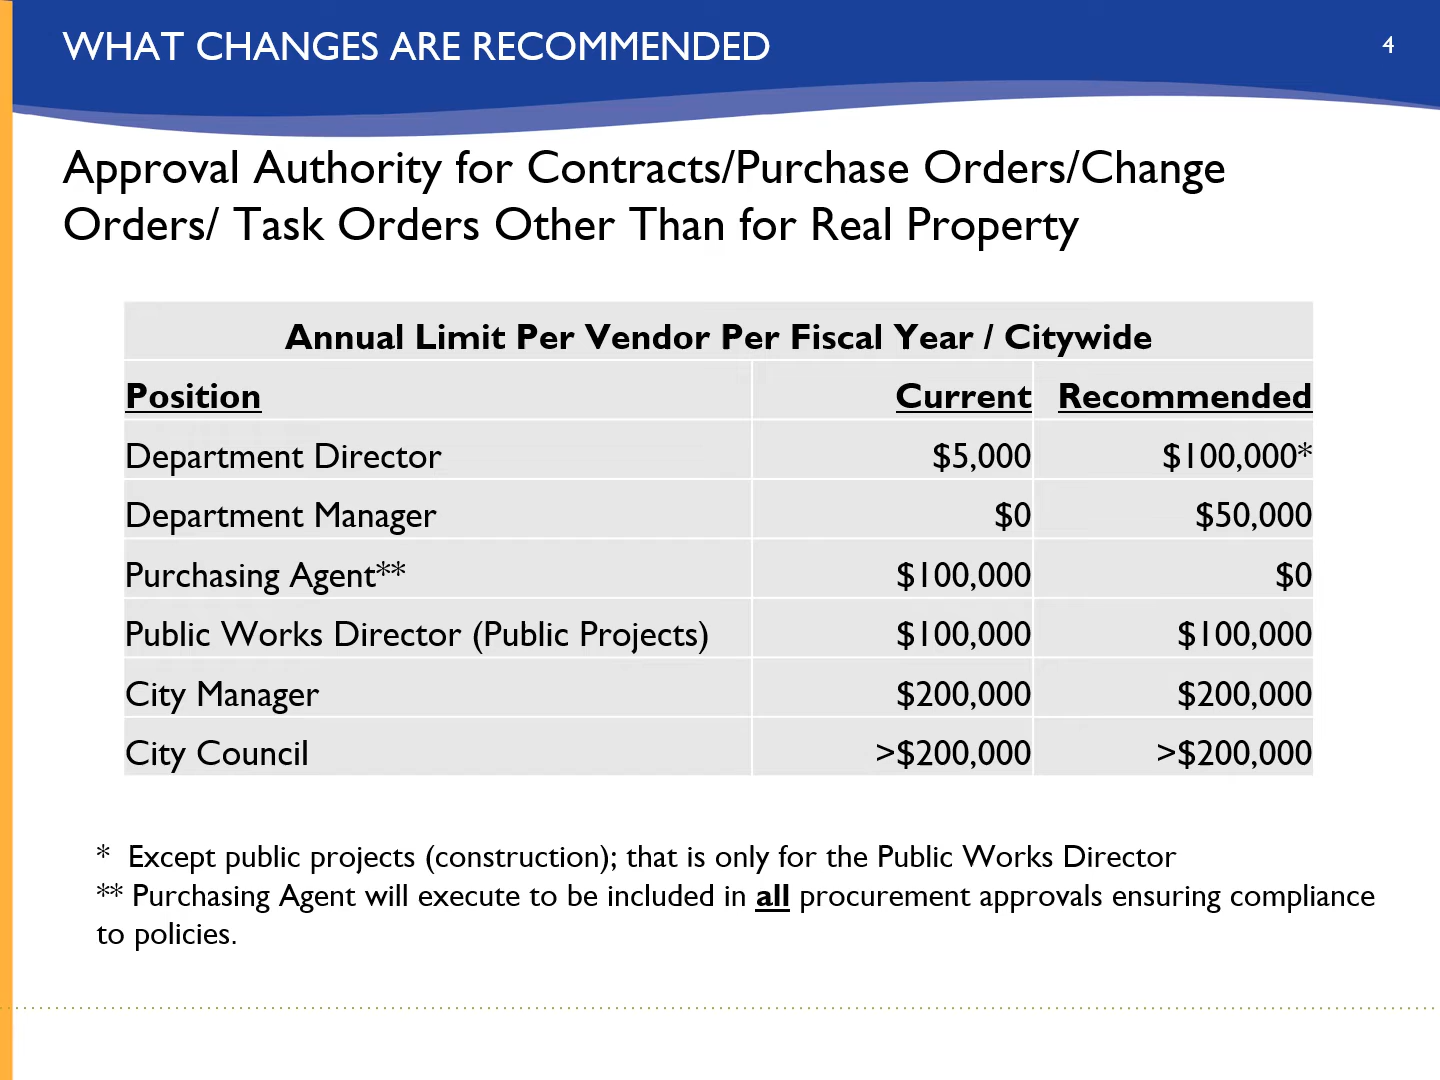 WHAT CHANGES ARE RECOMMENDED
4
Approval Authority for Contracts/Purchase Orders/Change
Orders/ Task Orders Other Than for Real Property
Annual Limit Per Vendor Per Fiscal Year / Citywide
Position Current Recommended
Department Director $5,000 $100,000*
Department Manager $0 $50,000
Purchasing Agent** $100,000 $0
Public Works Director (Public Projects) $100,000 $100,000
City Manager $200,000 $200,000
City Council >$200,000 >$200,000
* Except public projects (construction); that is only for the Public Works Director
** Purchasing Agent will execute to be included in all procurement approvals ensuring compliance
to policies.